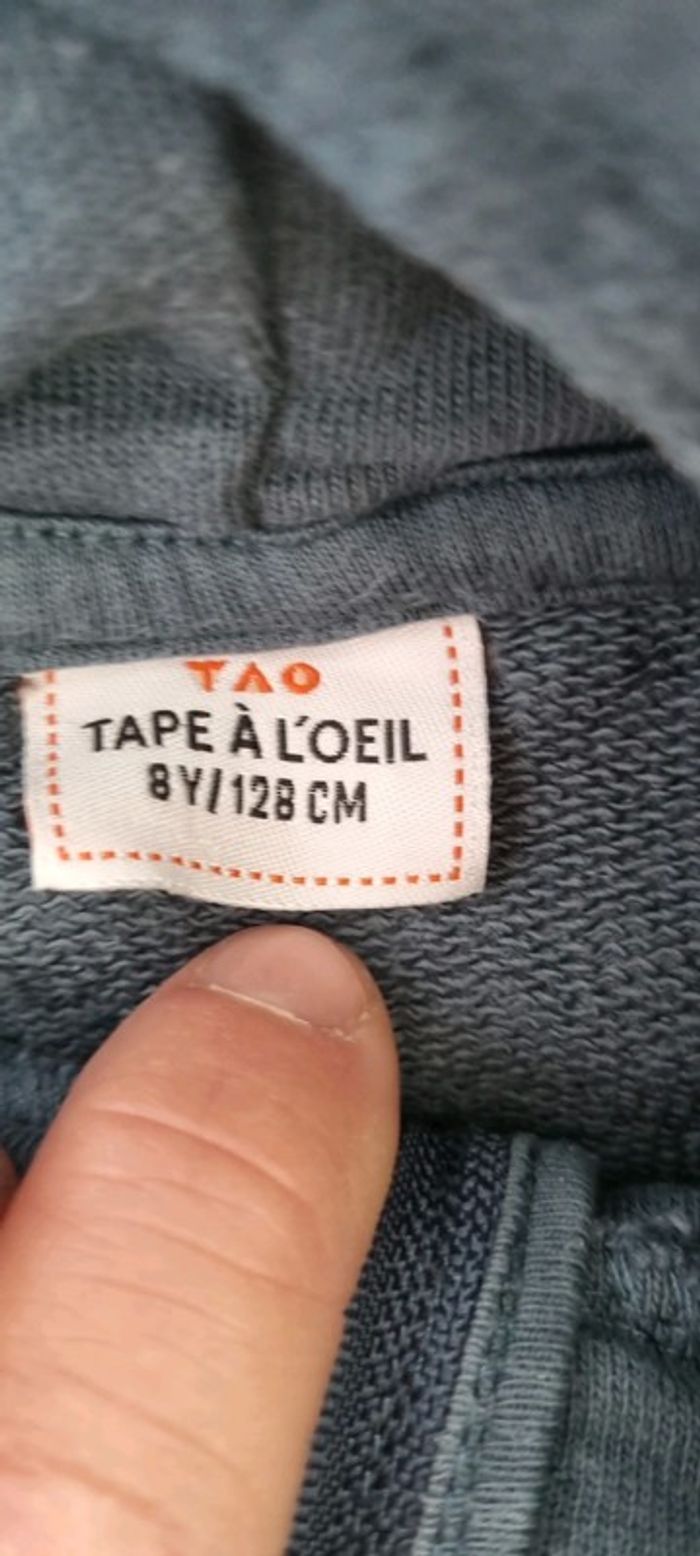 TAO
TAPE À L'OEIL
8Y/128 CM